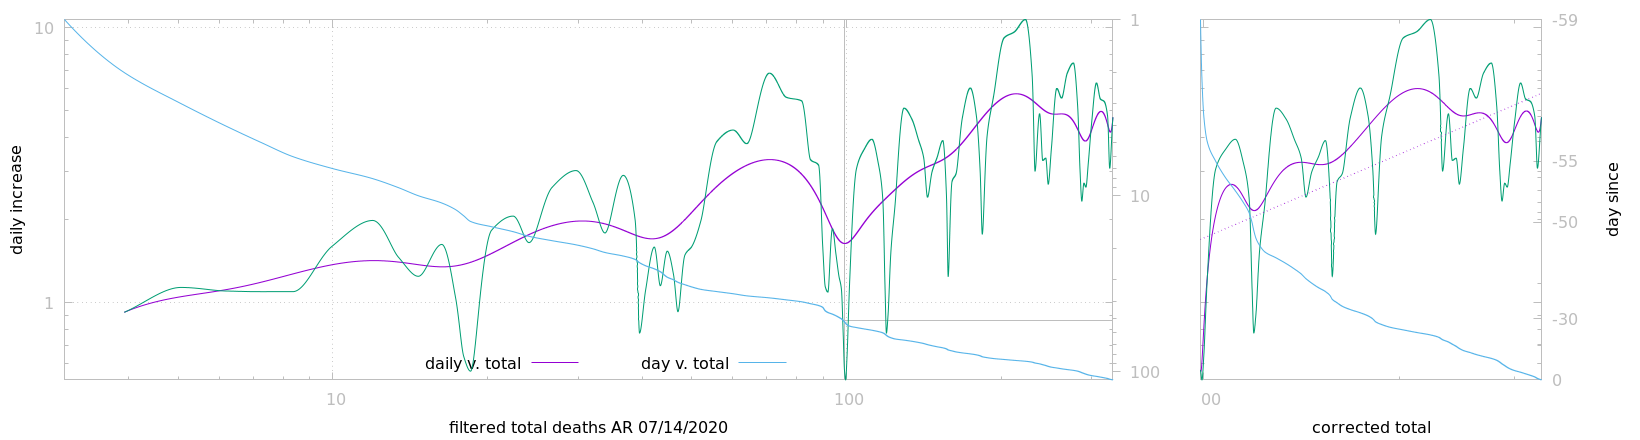 10
1
daily increase
daily v. total
day v. total
10
100
filtered total deaths AR 07/14/2020
1
10
100
00
corrected total
-59
-55
-50
-30
0
day since